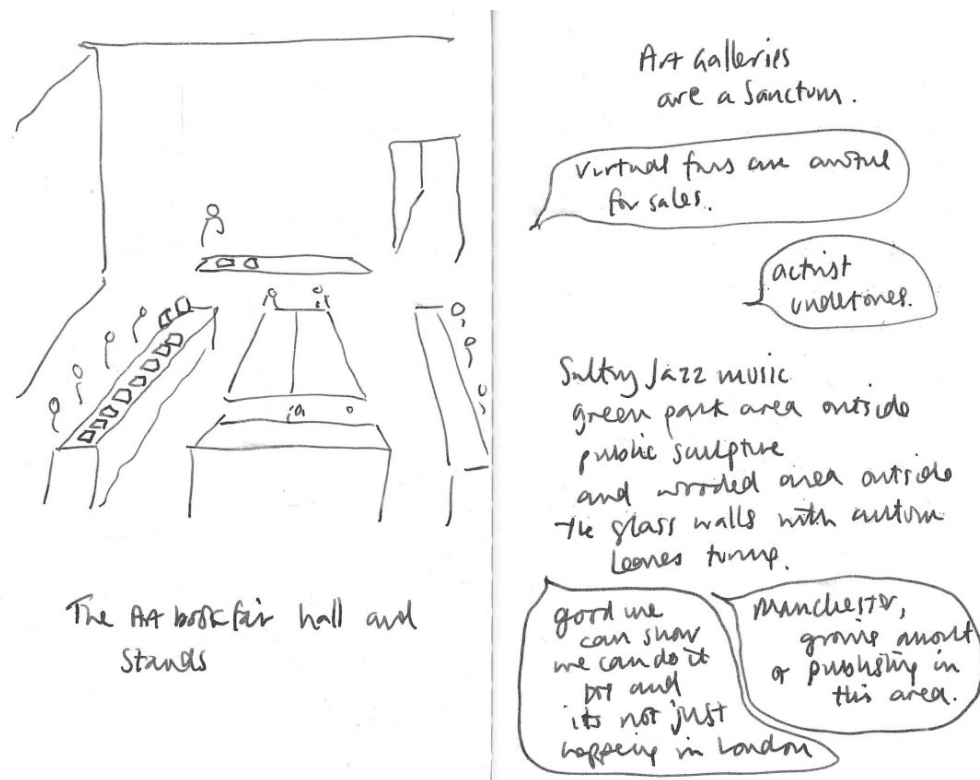 The Art book fair hall and
Stands
Art Galleries
are a Sanctum.
Virtual fairs are awful
for sales.
activist
undertones.
Sultry Jazz music
green park area outside
public sculpture
and wooded area outside
the glass walls with autum
leaves turning.
good we
can show
we can do it
and
its not just
happening in London
Manchester,
amount
of publishing in
this area.